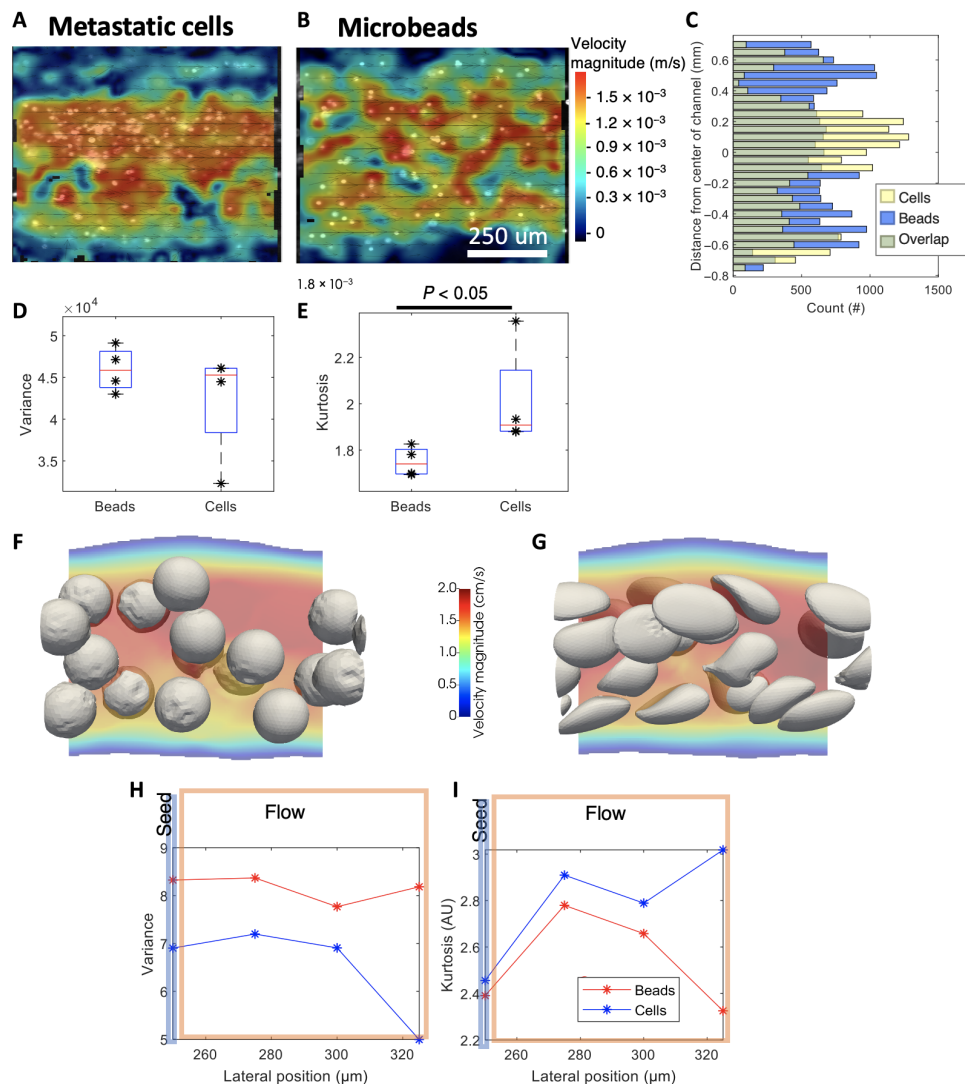 A Metastatic cells
B Microbeads
Velocity
magnitude (m/s)
1.5 × 10⁻³
1.2 × 10⁻³
0.9 × 10⁻³
0.6 × 10⁻³
0.3 × 10⁻³
0
250 um
1.8 × 10⁻³
C
Distance from center of channel (mm)
0.6
0.4
0.2
0
−0.2
−0.4
−0.6
−0.8
0 500 1000 1500
Count (#)
Cells
Beads
Overlap
D
× 10⁴
Variance
5
4.5
4
3.5
Beads Cells
E
P < 0.05
Kurtosis
2.2
2
1.8
Beads Cells
F
Velocity magnitude (cm/s)
2.0
1.5
1.0
0.5
0
G
H
Seed
Flow
Variance
9
8
7
6
5
260 280 300 320
Lateral position (µm)
I
Seed
Flow
Kurtosis (AU)
3
2.8
2.6
2.4
2.2
260 280 300 320
Lateral position (µm)
Beads
Cells